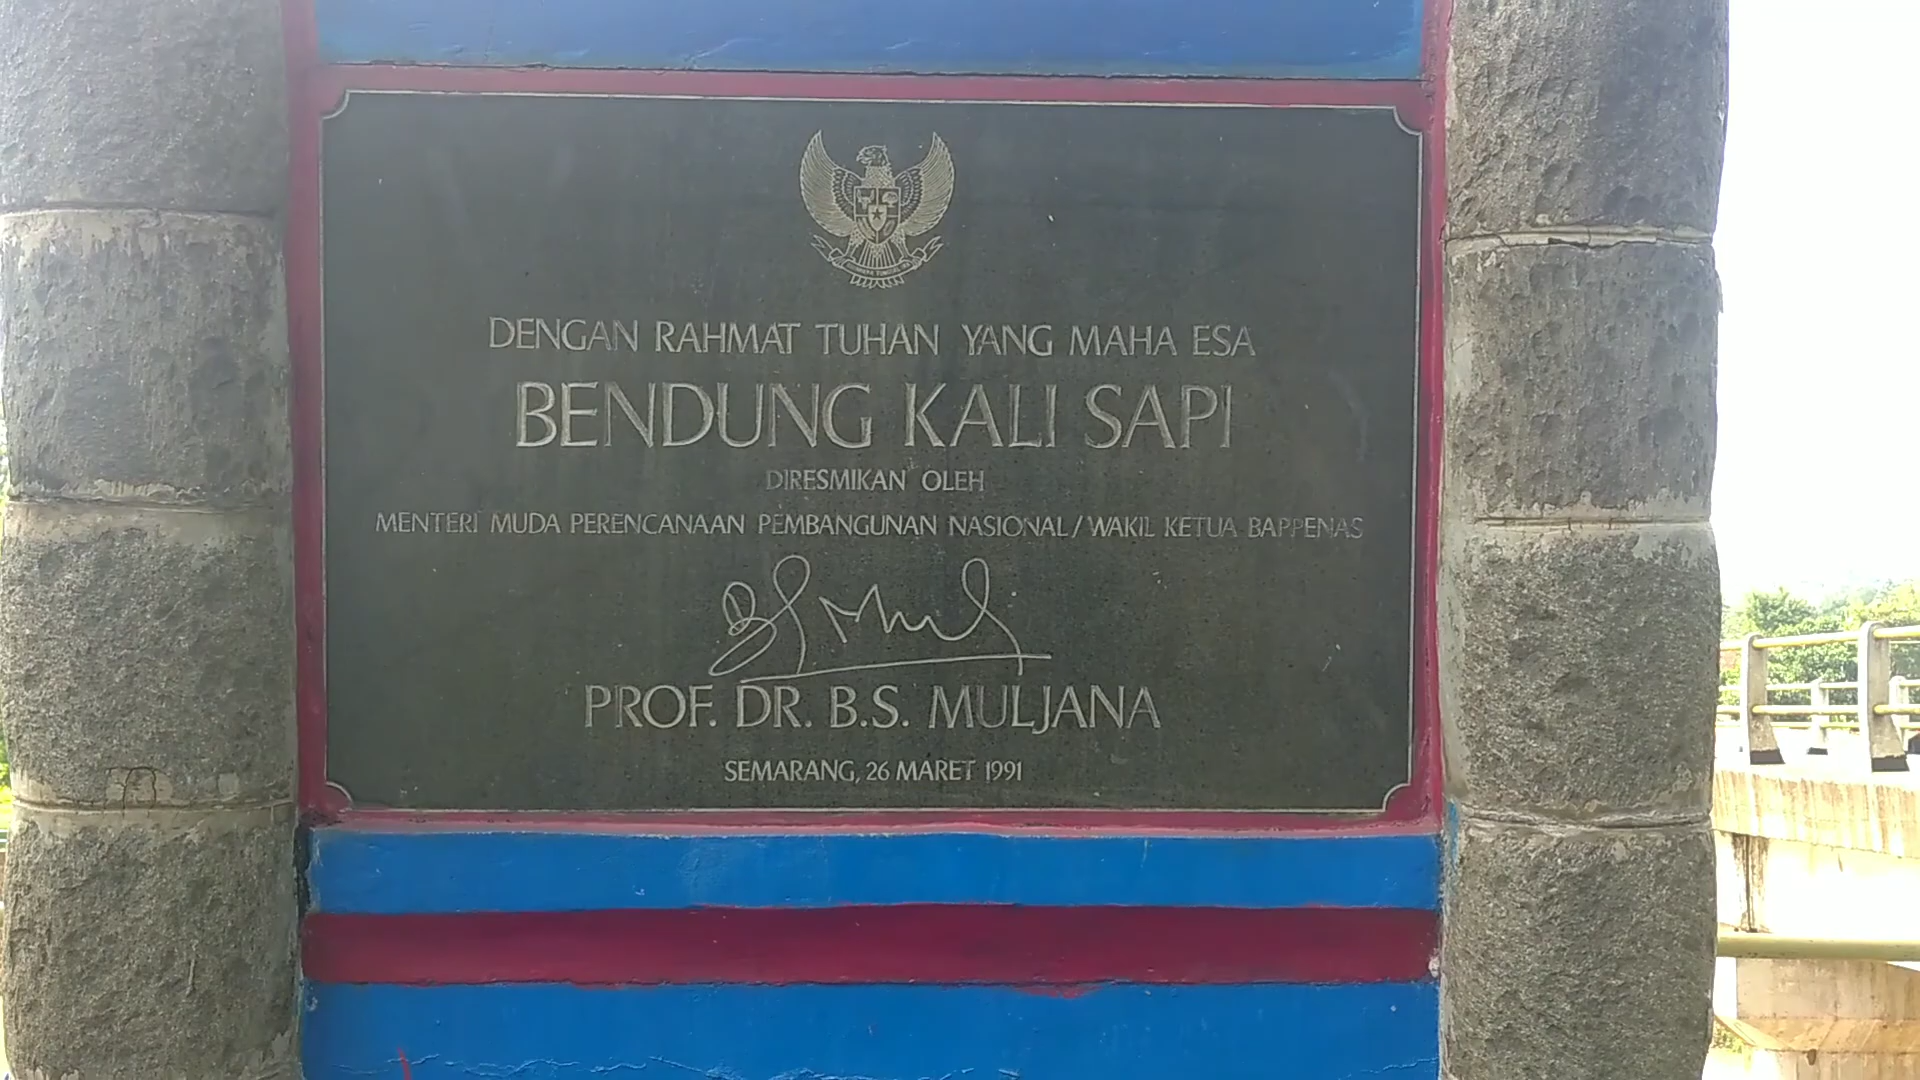 DENGAN RAHMAT TUHAN YANG MAHA ESA
BENDUNG KALI SAPI
DIRESMIKAN OLEH
MENTERI MUDA PERENCANAAN PEMBANGUNAN NASIONAL/WAKIL KETUA BAPPENAS
PROF. DR. B.S. MULJANA
SEMARANG, 26 MARET 1991